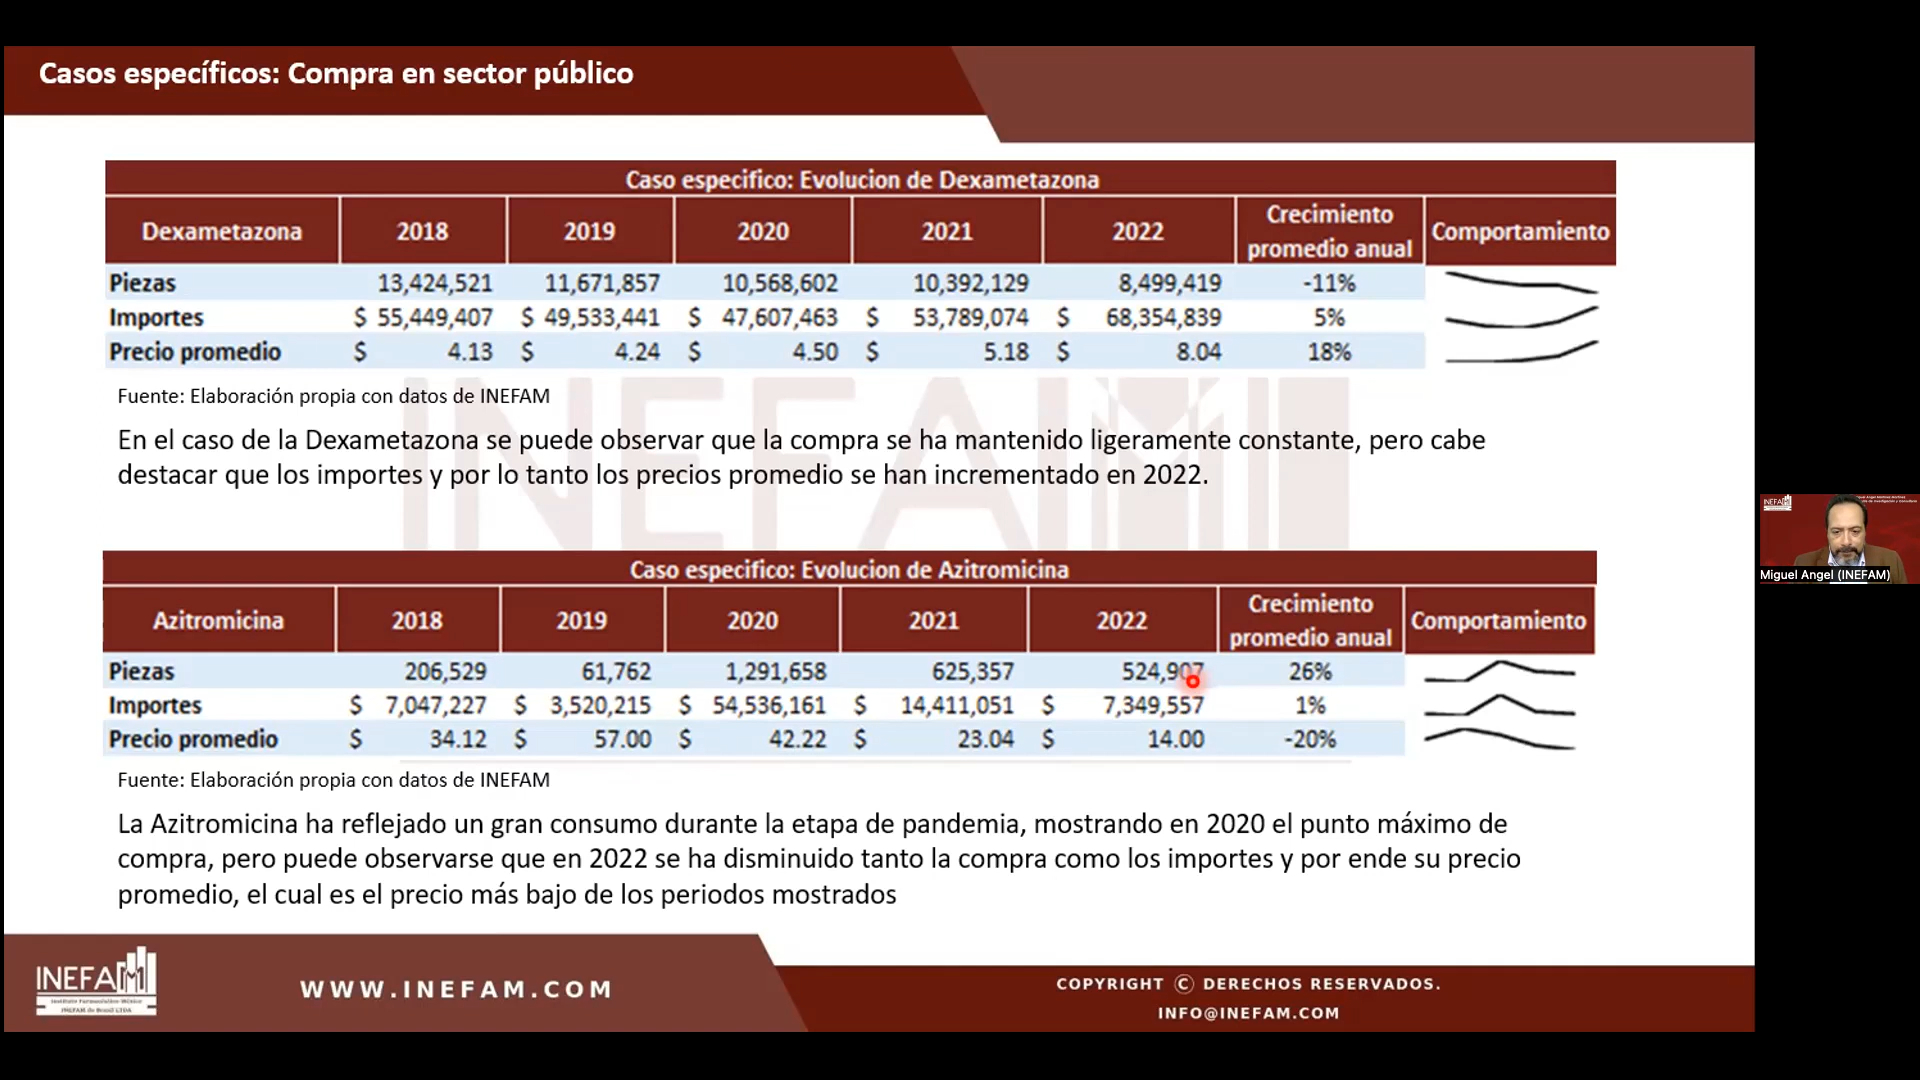 Casos específicos: Compra en sector público
Caso especifico: Evolucion de Dexametazona
Dexametazona 2018 2019 2020 2021 2022 Crecimiento promedio anual Comportamiento
Piezas 13,424,521 11,671,857 10,568,602 10,392,129 8,499,419 -11%
Importes $ 55,449,407 $ 49,533,441 $ 47,607,463 $ 53,789,074 $ 68,354,839 5%
Precio promedio $ 4.13 $ 4.24 $ 4.50 $ 5.18 $ 8.04 18%
Fuente: Elaboración propia con datos de INEFAM
En el caso de la Dexametazona se puede observar que la compra se ha mantenido ligeramente constante, pero cabe
destacar que los importes y por lo tanto los precios promedio se han incrementado en 2022.
INEFAM
Caso especifico: Evolucion de Azitromicina
Azitromicina 2018 2019 2020 2021 2022 Crecimiento promedio anual Comportamiento
Piezas 206,529 61,762 1,291,658 625,357 524,907 26%
Importes $ 7,047,227 $ 3,520,215 $ 54,536,161 $ 14,411,051 $ 7,349,557 1%
Precio promedio $ 34.12 $ 57.00 $ 42.22 $ 23.04 $ 14.00 -20%
Fuente: Elaboración propia con datos de INEFAM
La Azitromicina ha reflejado un gran consumo durante la etapa de pandemia, mostrando en 2020 el punto máximo de
compra, pero puede observarse que en 2022 se ha disminuido tanto la compra como los importes y por ende su precio
promedio, el cual es el precio más bajo de los periodos mostrados
INEFAM
Instituto Farmacéutico México
INEFAM de Brasil LTDA
WWW.INEFAM.COM
COPYRIGHT © DERECHOS RESERVADOS.
INFO@INEFAM.COM
INEFAM
Miguel Angel (INEFAM)